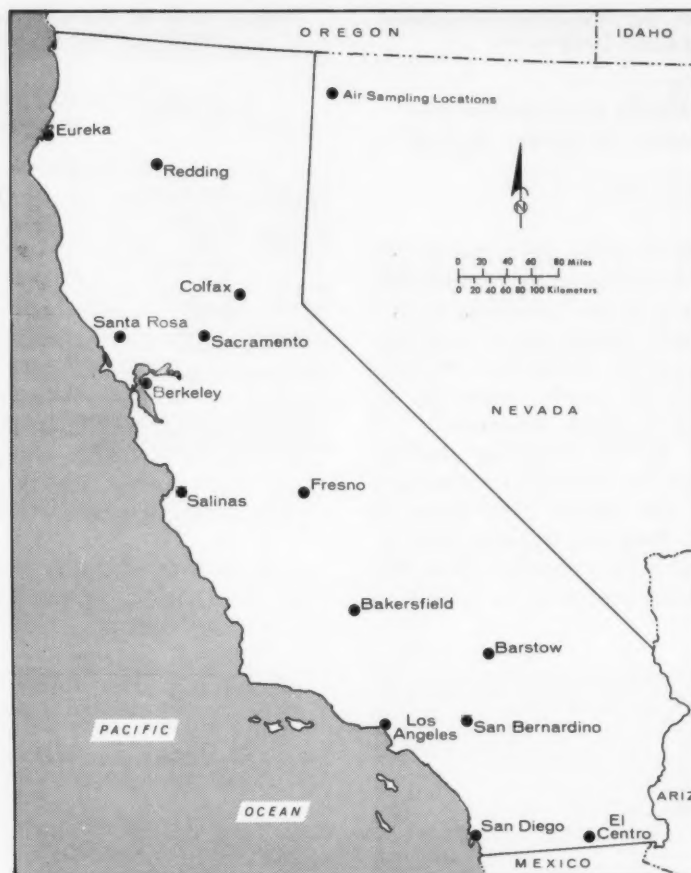 OREGON
IDAHO
Air Sampling Locations
Eureka
Redding
N
0 20 40 60 80 Miles
0 20 40 60 80 100 Kilometers
Colfax
Santa Rosa
Sacramento
Berkeley
NEVADA
Salinas
Fresno
Bakersfield
Barstow
PACIFIC
Los
Angeles
San Bernardino
ARIZ
OCEAN
San Diego
El
Centro
MEXICO